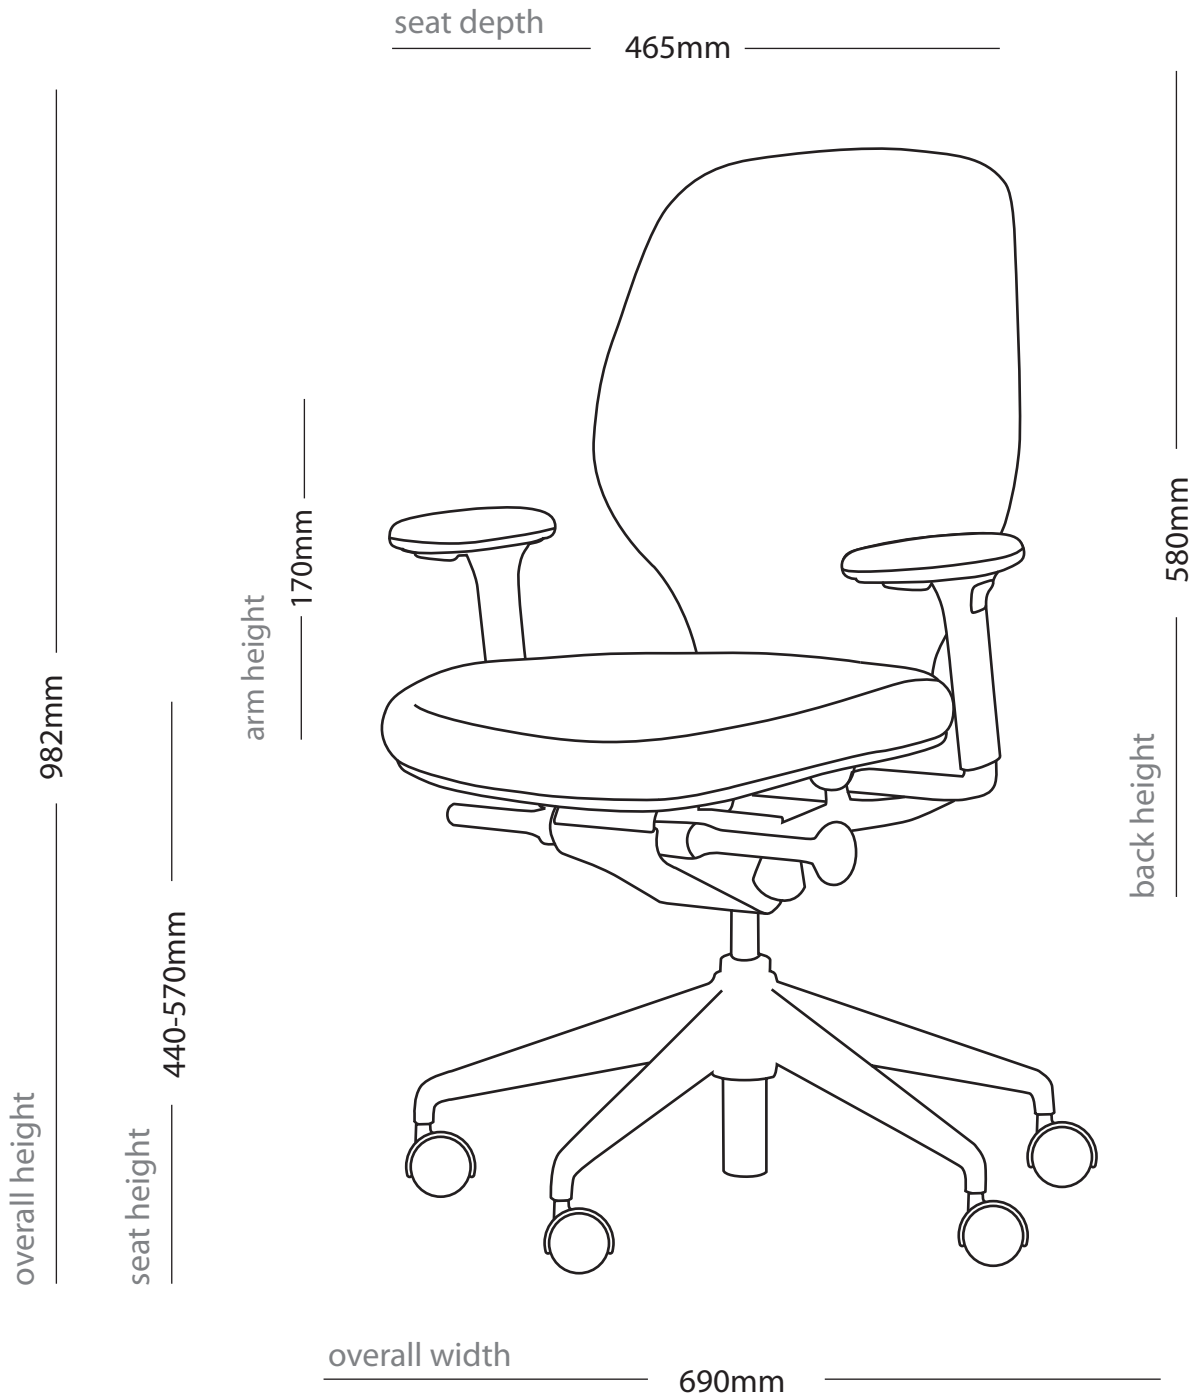 seat depth
465mm
982mm
overall height
440-570mm
seat height
170mm
arm height
580mm
back height
overall width
690mm